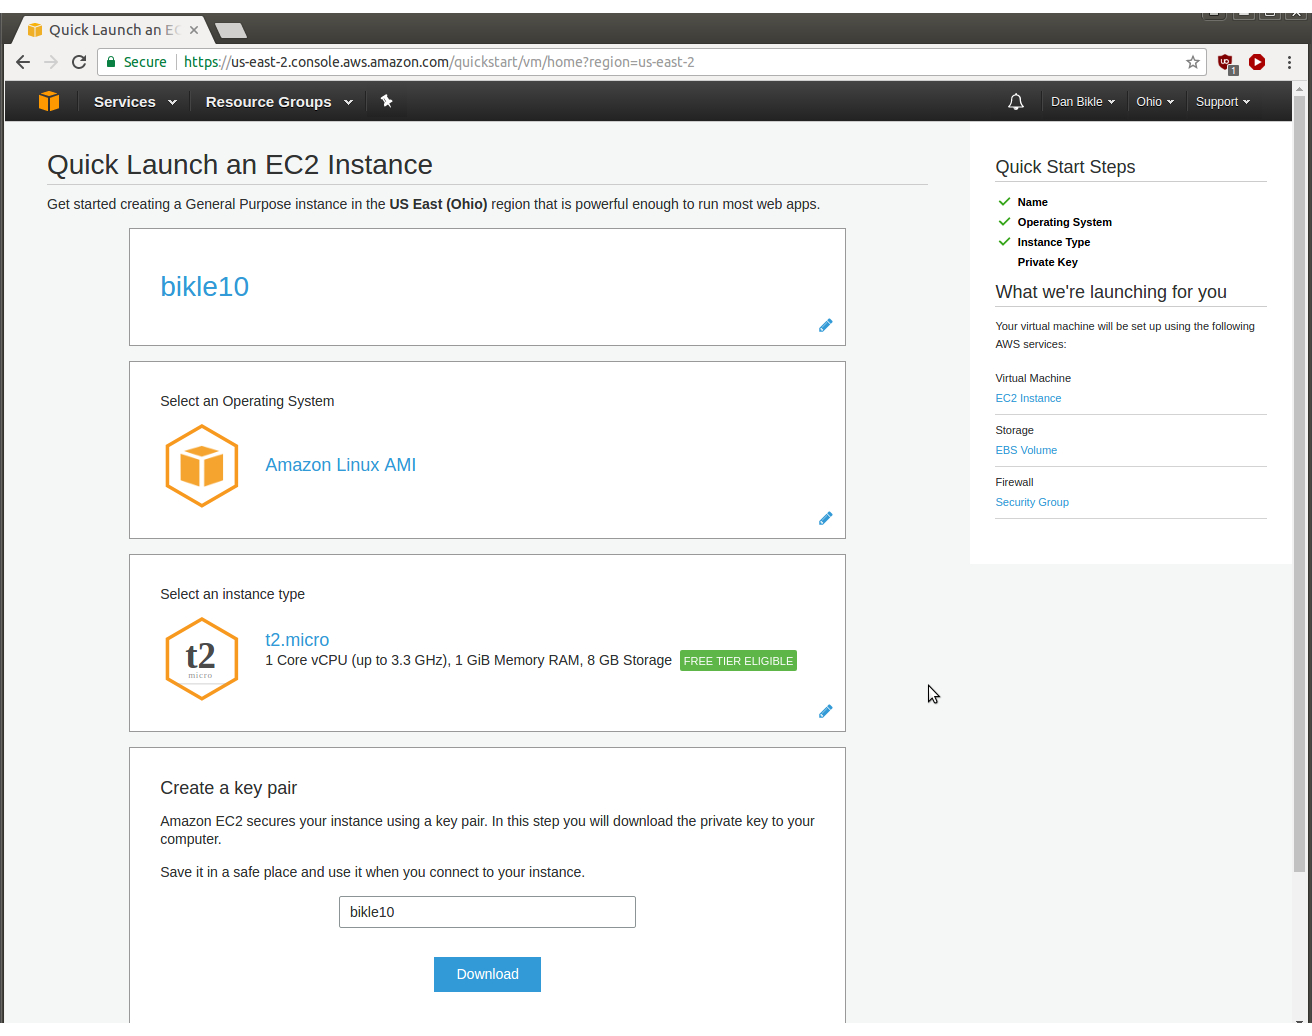 Quick Launch an EC
Secure
https://us-east-2.console.aws.amazon.com/quickstart/vm/home?region=us-east-2
1
Services
Resource Groups
Dan Bikle
Ohio
Support
Quick Launch an EC2 Instance
Get started creating a General Purpose instance in the US East (Ohio) region that is powerful enough to run most web apps.
bikle10
Select an Operating System
Amazon Linux AMI
Select an instance type
t2
micro
t2.micro
1 Core vCPU (up to 3.3 GHz), 1 GiB Memory RAM, 8 GB Storage FREE TIER ELIGIBLE
Create a key pair
Amazon EC2 secures your instance using a key pair. In this step you will download the private key to your
computer.
Save it in a safe place and use it when you connect to your instance.
bikle10
Download
Quick Start Steps
Name
Operating System
Instance Type
Private Key
What we're launching for you
Your virtual machine will be set up using the following
AWS services:
Virtual Machine
EC2 Instance
Storage
EBS Volume
Firewall
Security Group